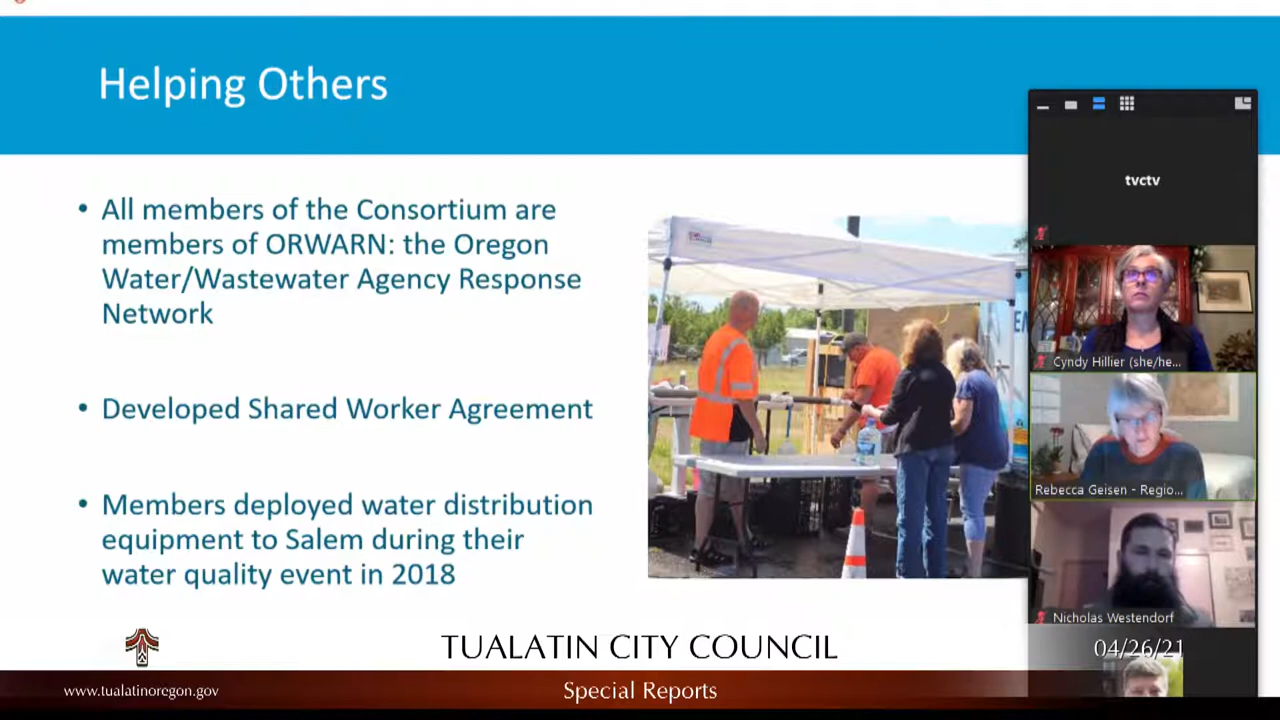 Helping Others
• All members of the Consortium are
members of ORWARN: the Oregon
Water/Wastewater Agency Response
Network
• Developed Shared Worker Agreement
• Members deployed water distribution
equipment to Salem during their
water quality event in 2018
tvctv
Cyndy Hillier (she/he...
Rebecca Geisen - Regio...
Nicholas Westendorf
TUALATIN CITY COUNCIL
04/26/21
www.tualatinoregon.gov
Special Reports